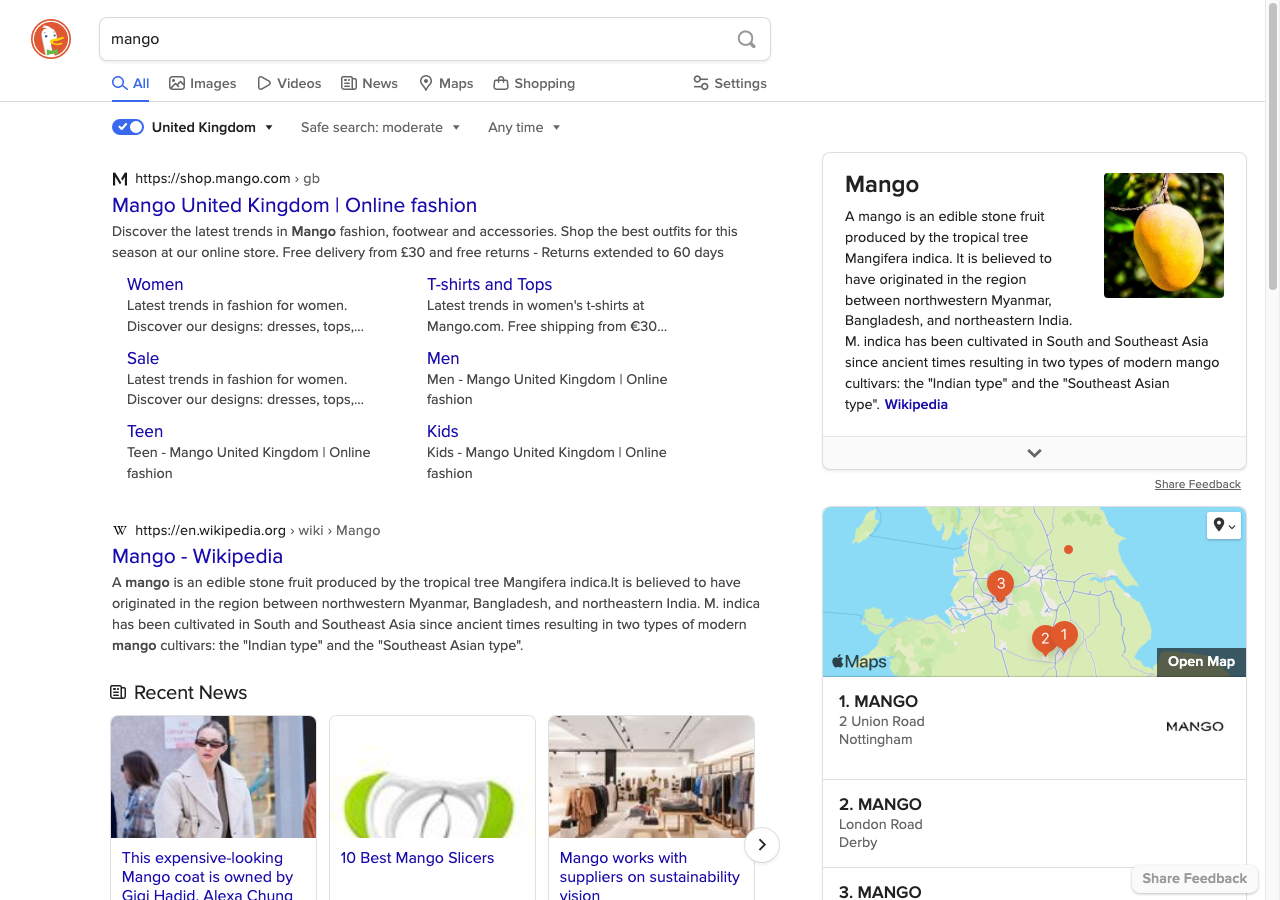 mango
All
Images
Videos
News
Maps
Shopping
Settings
United Kingdom
Safe search: moderate
Any time
https://shop.mango.com › gb
Mango United Kingdom | Online fashion
Discover the latest trends in Mango fashion, footwear and accessories. Shop the best outfits for this
season at our online store. Free delivery from £30 and free returns - Returns extended to 60 days
Women
Latest trends in fashion for women.
Discover our designs: dresses, tops,...
T-shirts and Tops
Latest trends in women's t-shirts at
Mango.com. Free shipping from €30...
Sale
Latest trends in fashion for women.
Discover our designs: dresses, tops,...
Men
Men - Mango United Kingdom | Online
fashion
Teen
Teen - Mango United Kingdom | Online
fashion
Kids
Kids - Mango United Kingdom | Online
fashion
https://en.wikipedia.org › wiki › Mango
Mango - Wikipedia
A mango is an edible stone fruit produced by the tropical tree Mangifera indica.It is believed to have
originated in the region between northwestern Myanmar, Bangladesh, and northeastern India. M. indica
has been cultivated in South and Southeast Asia since ancient times resulting in two types of modern
mango cultivars: the "Indian type" and the "Southeast Asian type".
Recent News
This expensive-looking
Mango coat is owned by
Gigi Hadid, Alexa Chung
10 Best Mango Slicers
Mango works with
suppliers on sustainability
vision
Mango
A mango is an edible stone fruit
produced by the tropical tree
Mangifera indica. It is believed to
have originated in the region
between northwestern Myanmar,
Bangladesh, and northeastern India.
M. indica has been cultivated in South and Southeast Asia
since ancient times resulting in two types of modern mango
cultivars: the "Indian type" and the "Southeast Asian
type". Wikipedia
Share Feedback
3
2
1
Maps
Open Map
1. MANGO
2 Union Road
Nottingham
MANGO
2. MANGO
London Road
Derby
3. MANGO
Share Feedback